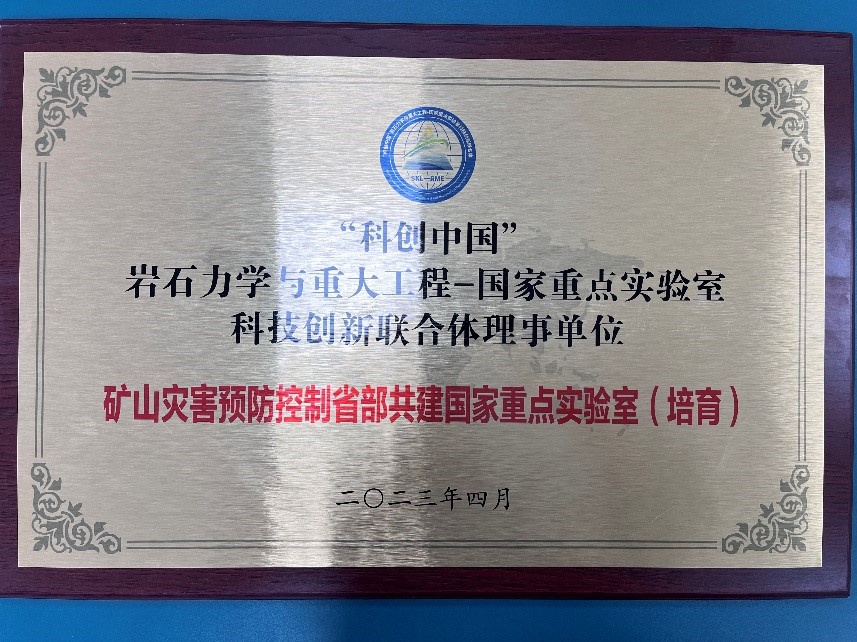 SKL-RME
“科创中国”
岩石力学与重大工程-国家重点实验室
科技创新联合体理事单位
矿山灾害预防控制省部共建国家重点实验室（培育）
二〇二三年四月